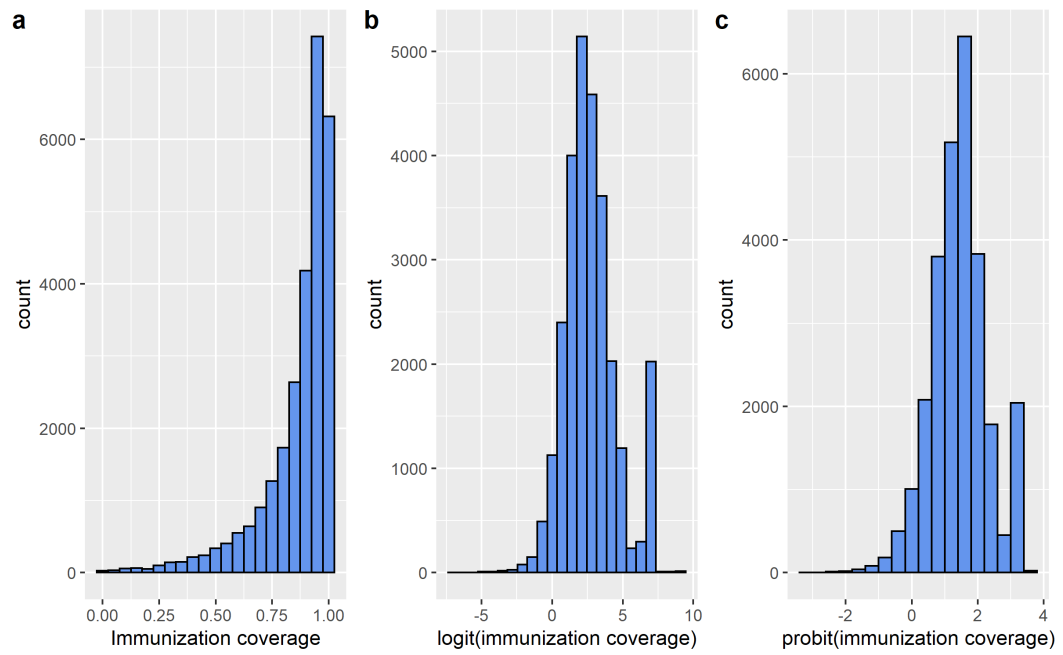 a
6000
4000
2000
0
count
0.00 0.25 0.50 0.75 1.00
Immunization coverage
b
5000
4000
3000
2000
1000
0
count
-5 0 5 10
logit(immunization coverage)
c
6000
4000
2000
0
count
-2 0 2 4
probit(immunization coverage)